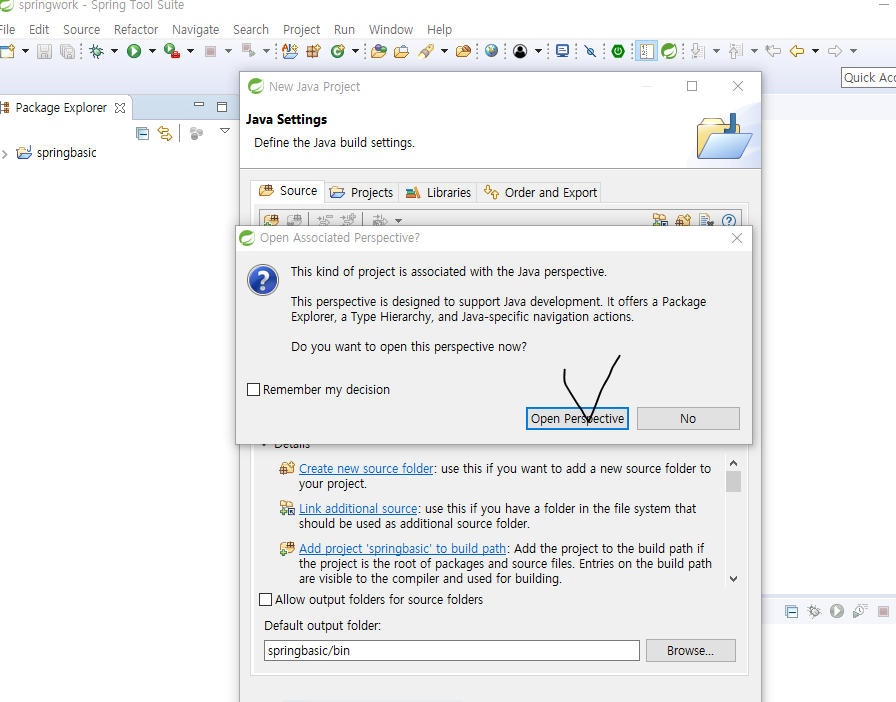 springwork - Spring Tool Suite
File Edit Source Refactor Navigate Search Project Run Window Help
Quick Acc
New Java Project
Package Explorer
Java Settings
Define the Java build settings.
springbasic
Source Projects Libraries Order and Export
Open Associated Perspective?
This kind of project is associated with the Java perspective.
This perspective is designed to support Java development. It offers a Package
Explorer, a Type Hierarchy, and Java-specific navigation actions.
Do you want to open this perspective now?
Remember my decision
Open Perspective No
Details
Create new source folder: use this if you want to add a new source folder to
your project.
Link additional source: use this if you have a folder in the file system that
should be used as additional source folder.
Add project 'springbasic' to build path: Add the project to the build path if
the project is the root of packages and source files. Entries on the build path
are visible to the compiler and used for building.
Allow output folders for source folders
Default output folder:
springbasic/bin Browse...